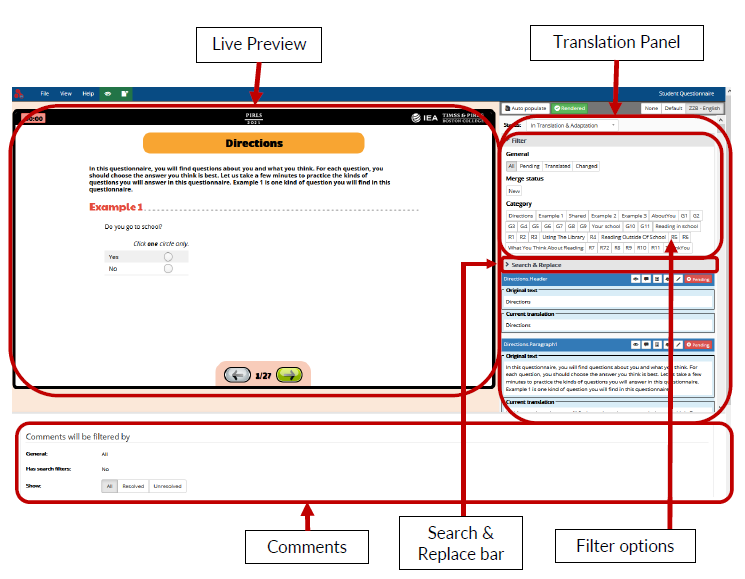 Live Preview
Translation Panel
File View Help
Student Questionnaire
00:00
PIRLS
2021
IEA TIMSS & PIRLS
BOSTON COLLEGE
Directions
In this questionnaire, you will find questions about you and what you think. For each question, you
should choose the answer you think is best. Let us take a few minutes to practice the kinds of
questions you will answer in this questionnaire. Example 1 is one kind of question you will find in this
questionnaire.
Example 1
Do you go to school?
Click one circle only.
Yes
No
1/27
Auto populate Rendered None Default ZZB - English
Status: In Translation & Adaptation
Filter
General
All Pending Translated Changed
Merge status
New
Category
Directions Example 1 Shared Example 2 Example 3 AboutYou G1 G2
G3 G4 G5 G6 G7 G8 G9 Your school G10 G11 Reading in school
R1 R2 R3 Using The Library R4 Reading Outside Of School R5 R6
What You Think About Reading R7 R72 R8 R9 R10 R11 ThankYou
Search & Replace
Directions.Header Pending
Original text
Directions
Current translation
Directions
Directions.Paragraph1 Pending
Original text
In this questionnaire, you will find questions about you and what you think. For
each question, you should choose the answer you think is best. Let us take a few
minutes to practice the kinds of questions you will answer in this questionnaire.
Example 1 is one kind of question you will find in this questionnaire.
Current translation
Comments will be filtered by
General: All
Has search filters: No
Show: All Resolved Unresolved
Comments
Search &
Replace bar
Filter options